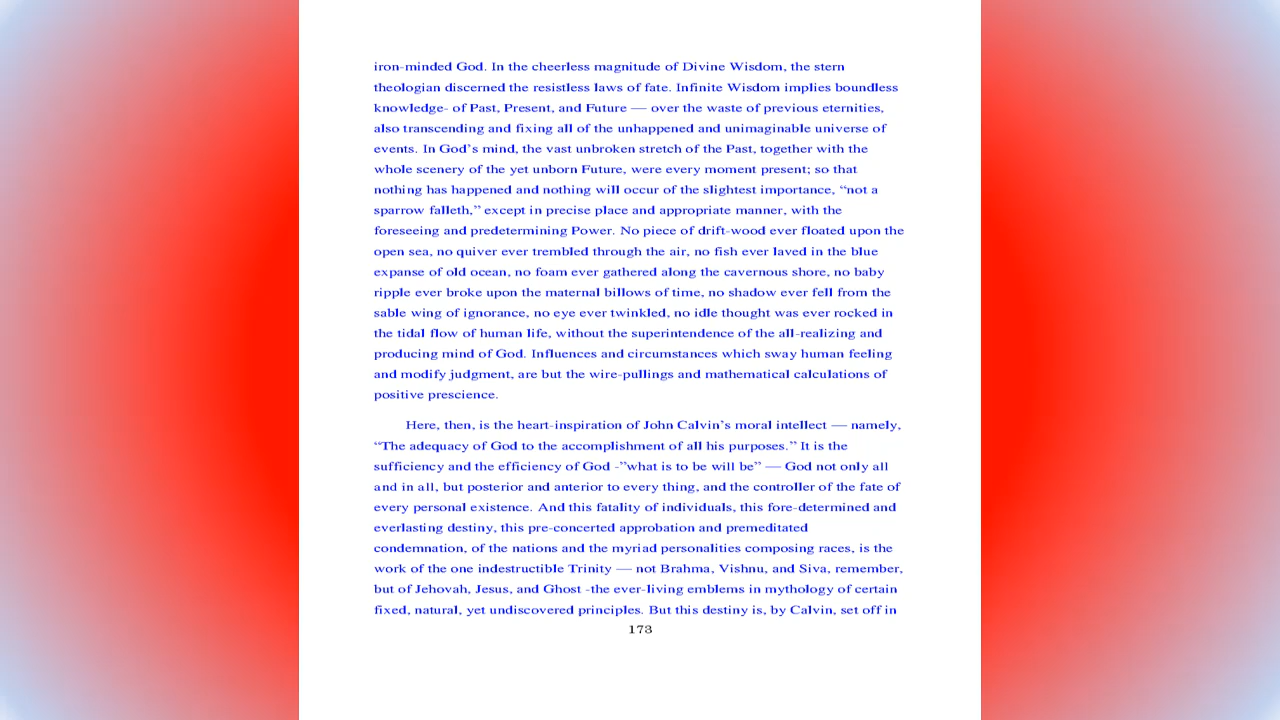 iron-minded God. In the cheerless magnitude of Divine Wisdom, the stern
theologian discerned the resistless laws of fate. Infinite Wisdom implies boundless
knowledge- of Past, Present, and Future — over the waste of previous eternities,
also transcending and fixing all of the unhappened and unimaginable universe of
events. In God’s mind, the vast unbroken stretch of the Past, together with the
whole scenery of the yet unborn Future, were every moment present; so that
nothing has happened and nothing will occur of the slightest importance, “not a
sparrow falleth,” except in precise place and appropriate manner, with the
foreseeing and predetermining Power. No piece of drift-wood ever floated upon the
open sea, no quiver ever trembled through the air, no fish ever laved in the blue
expanse of old ocean, no foam ever gathered along the cavernous shore, no baby
ripple ever broke upon the maternal billows of time, no shadow ever fell from the
sable wing of ignorance, no eye ever twinkled, no idle thought was ever rocked in
the tidal flow of human life, without the superintendence of the all-realizing and
producing mind of God. Influences and circumstances which sway human feeling
and modify judgment, are but the wire-pullings and mathematical calculations of
positive prescience.
Here, then, is the heart-inspiration of John Calvin’s moral intellect — namely,
“The adequacy of God to the accomplishment of all his purposes.” It is the
sufficiency and the efficiency of God -”what is to be will be” — God not only all
and in all, but posterior and anterior to every thing, and the controller of the fate of
every personal existence. And this fatality of individuals, this fore-determined and
everlasting destiny, this pre-concerted approbation and premeditated
condemnation, of the nations and the myriad personalities composing races, is the
work of the one indestructible Trinity — not Brahma, Vishnu, and Siva, remember,
but of Jehovah, Jesus, and Ghost -the ever-living emblems in mythology of certain
fixed, natural, yet undiscovered principles. But this destiny is, by Calvin, set off in
173